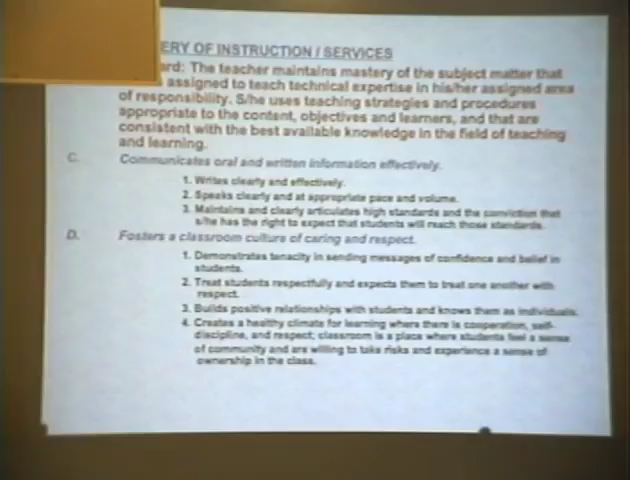 ERY OF INSTRUCTION / SERVICES
ard: The teacher maintains mastery of the subject matter that
assigned to teach technical expertise in his/her assigned area
of responsibility. S/he uses teaching strategies and procedures
appropriate to the content, objectives and learners, and that are
consistent with the best available knowledge in the field of teaching
and learning.
C. Communicates oral and written information effectively.
1. Writes clearly and effectively.
2. Speaks clearly and at appropriate pace and volume.
3. Maintains and clearly articulates high standards and the conviction that
s/he has the right to expect that students will reach those standards.
D. Fosters a classroom culture of caring and respect.
1. Demonstrates tenacity in sending messages of confidence and belief in
students.
2. Treat students respectfully and expects them to treat one another with
respect.
3. Builds positive relationships with students and knows them as individuals.
4. Creates a healthy climate for learning where there is cooperation, self-
discipline, and respect; classroom is a place where students feel a sense
of community and are willing to take risks and experience a sense of
ownership in the class.